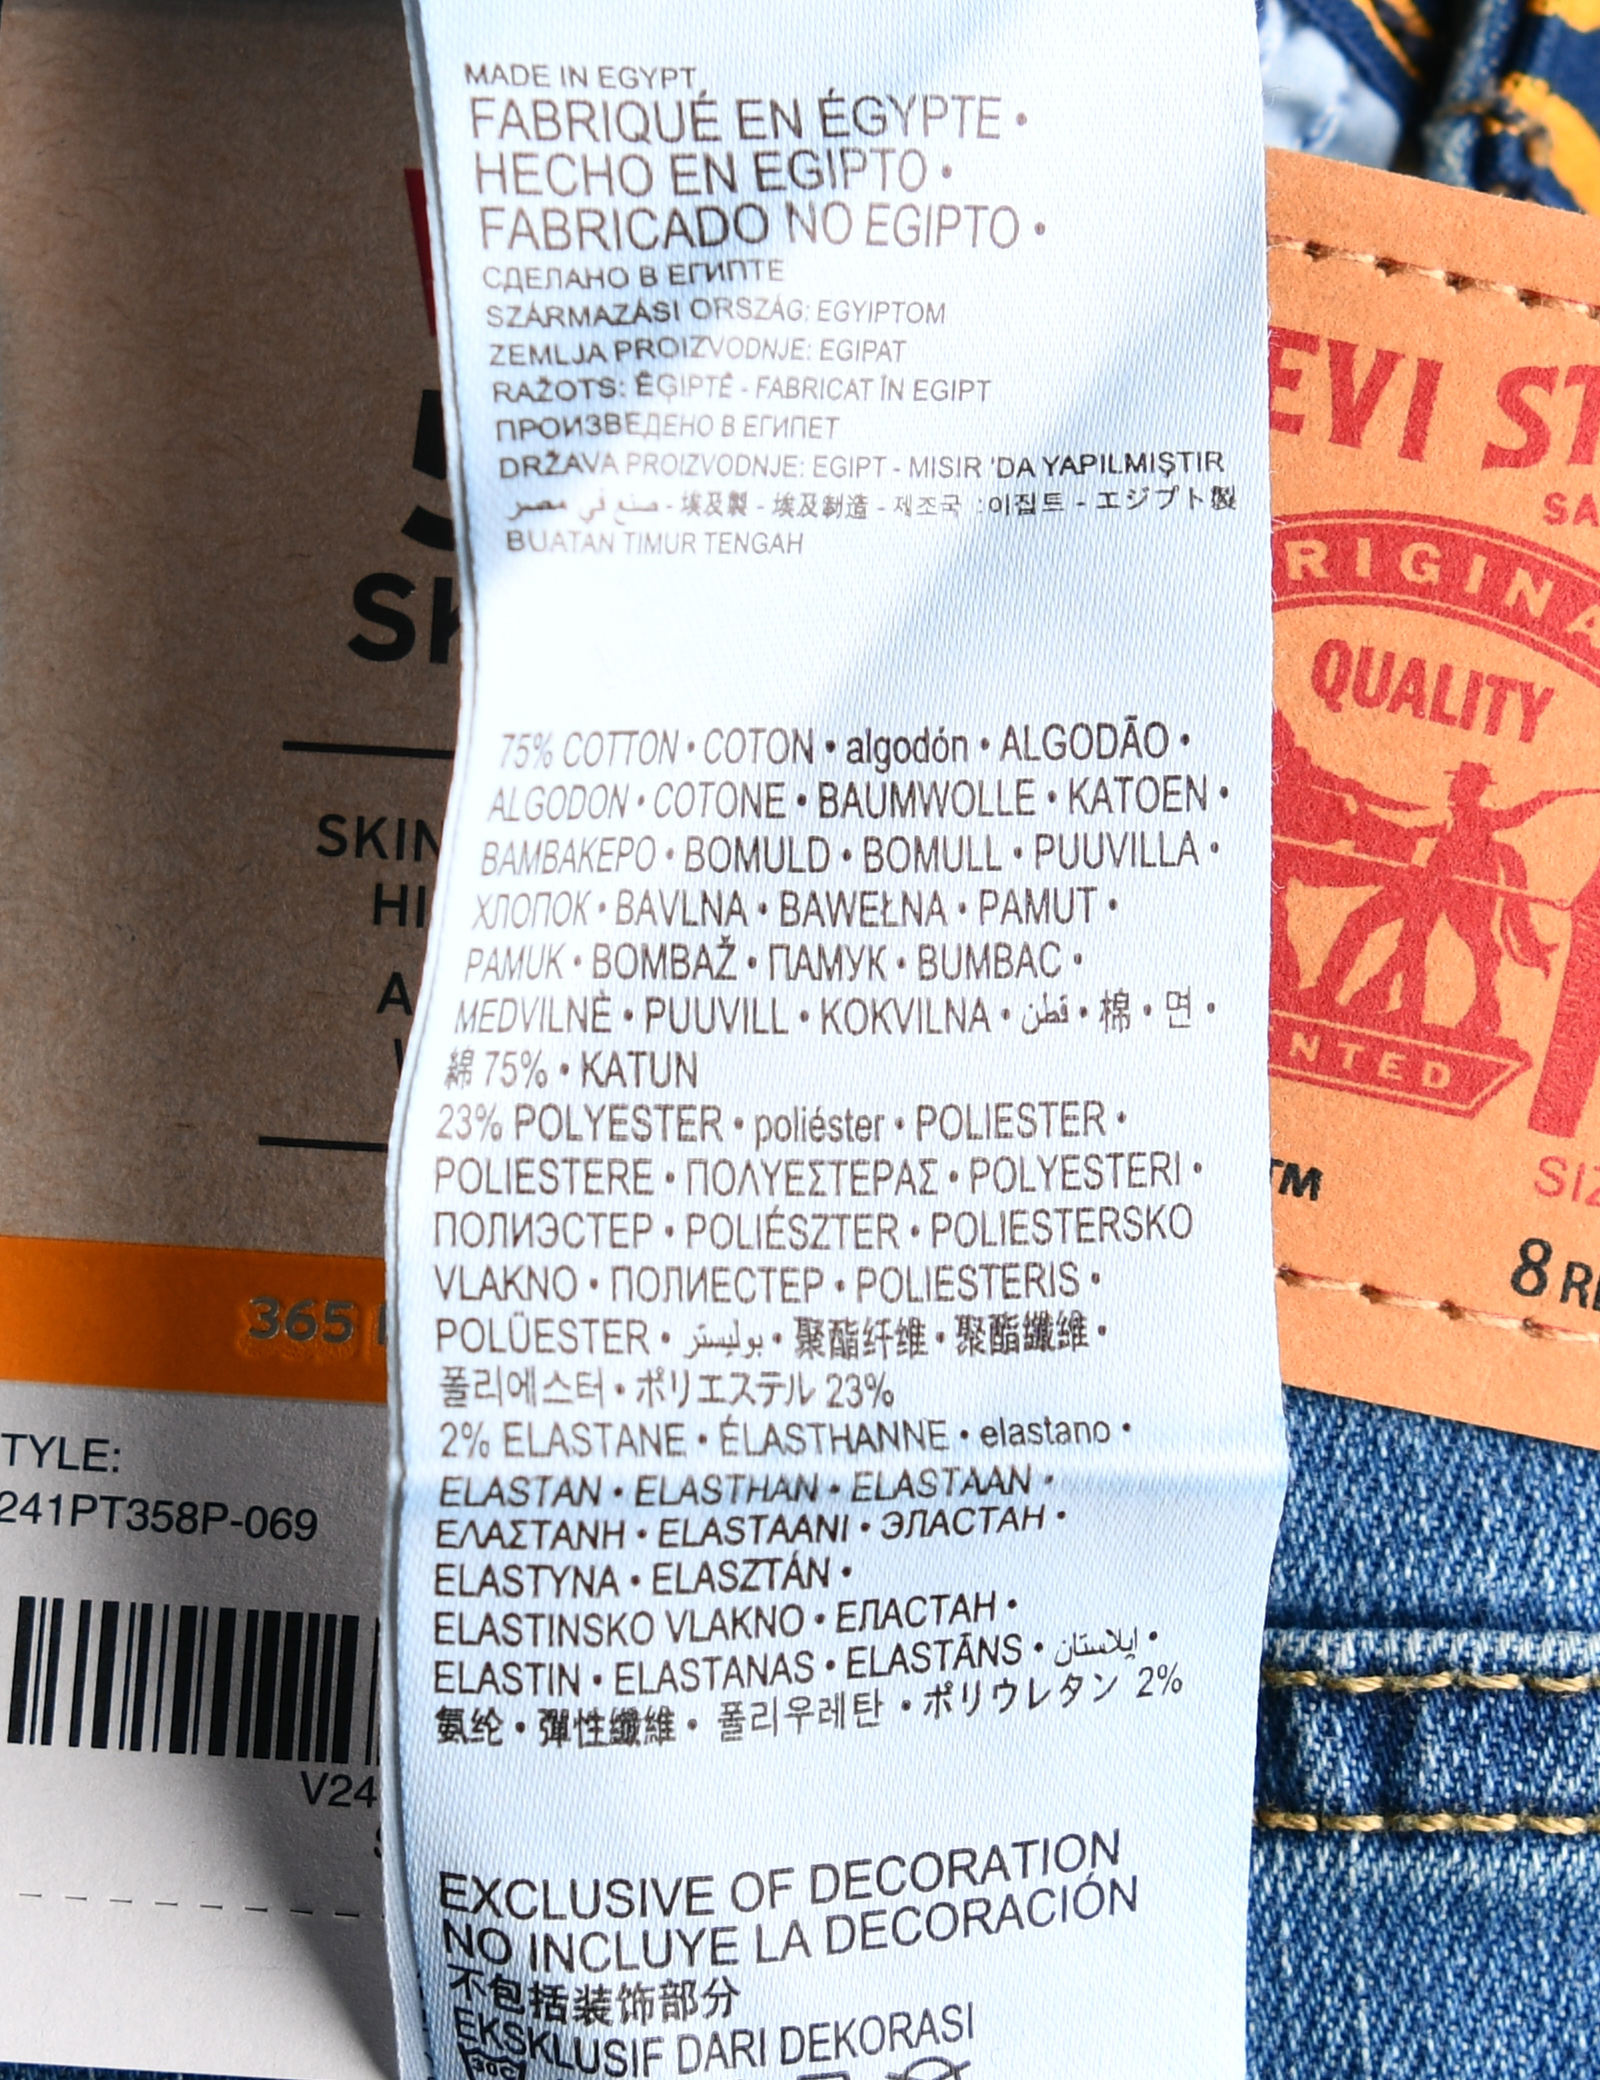 MADE IN EGYPT
FABRIQUÉ EN ÉGYPTE •
HECHO EN EGIPTO •
FABRICADO NO EGIPTO •
СДЕЛАНО В ЕГИПТЕ
SZÁRMAZÁSI ORSZÁG: EGYIPTOM
ZEMLJA PROIZVODNJE: EGIPAT
RAŽOTS: ĒĢIPTĒ - FABRICAT ÎN EGIPT
ПРОИЗВЕДЕНО В ЕГИПЕТ
DRŽAVA PROIZVODNJE: EGIPT - MISIR 'DA YAPILMIŞTIR
صنع في مصر - 埃及製 - 埃及制造 - 제조국 :이집트 - エジプト製
BUATAN TIMUR TENGAH
75% COTTON • COTON • algodón • ALGODÃO •
ALGODON • COTONE • BAUMWOLLE • KATOEN •
ΒΑΜΒΑΚΕΡΟ • BOMULD • BOMULL • PUUVILLA •
ХЛОПОК • BAVLNA • BAWEŁNA • PAMUT •
PAMUK • BOMBAŽ • ПАМУК • BUMBAC •
MEDVILNĖ • PUUVILL • KOKVILNA • قطن • 棉 • 면 •
綿 75% • KATUN
23% POLYESTER • poliéster • POLIESTER •
POLIESTERE • ΠΟΛΥΕΣΤΕΡΑΣ • POLYESTERI •
ПОЛИЭСТЕР • POLIÉSZTER • POLIESTERSKO
VLAKNO • ПОЛИЕСТЕР • POLIESTERIS •
POLÜESTER • بوليستر • 聚酯纤维 • 聚酯纖維 •
폴리에스터 • ポリエステル 23%
2% ELASTANE • ÉLASTHANNE • elastano •
ELASTAN • ELASTHAN • ELASTAAN •
ΕΛΑΣΤΑΝΗ • ELASTAANI • ЭЛАСТАН •
ELASTYNA • ELASZTÁN •
ELASTINSKO VLAKNO • ЕЛАСТАН •
ELASTIN • ELASTANAS • ELASTĀNS • ايلاستان •
氨纶 • 彈性纖維 • 폴리우레탄 • ポリウレタン 2%
EXCLUSIVE OF DECORATION
NO INCLUYE LA DECORACIÓN
不包括装饰部分
EKSKLUSIF DARI DEKORASI
30C
SK
SKIN
HI
A
365
TYLE:
241PT358P-069
V24
EVI ST
SA
RIGINA
QUALITY
NTED
TM
SIZ
8 RE